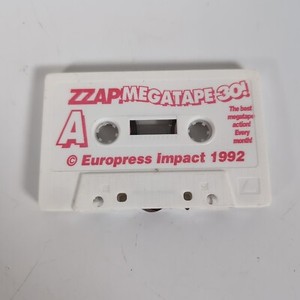 ZZAP! MEGATAPE 30!
A
The best
megatape
action!
Every
month!
© Europress impact 1992